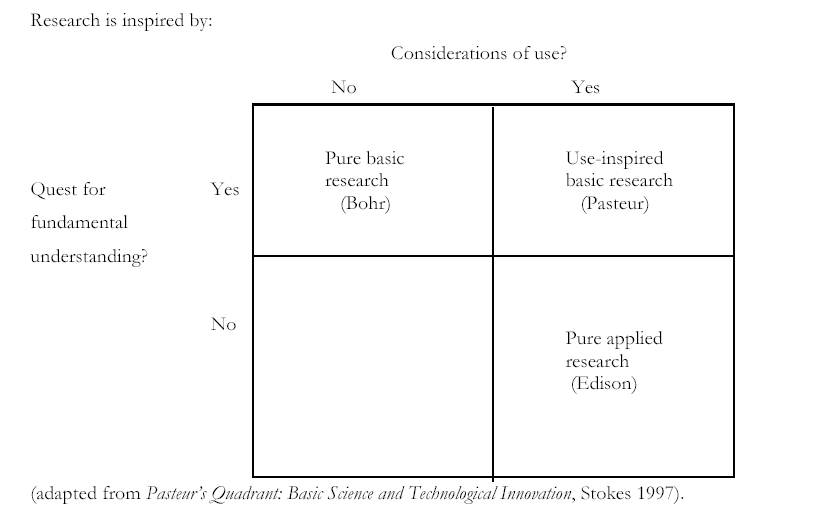 Research is inspired by:
Considerations of use?
No Yes
Pure basic
research
(Bohr)
Use-inspired
basic research
(Pasteur)
Quest for
fundamental
understanding?
Yes
No
Pure applied
research
(Edison)
(adapted from Pasteur's Quadrant: Basic Science and Technological Innovation, Stokes 1997).